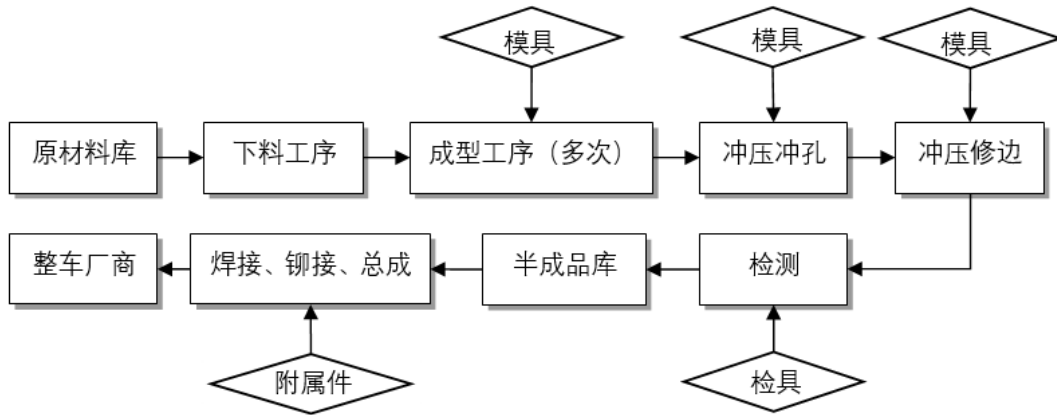 模具
模具
模具
原材料库
下料工序
成型工序（多次）
冲压冲孔
冲压修边
整车厂商
焊接、铆接、总成
半成品库
检测
附属件
检具